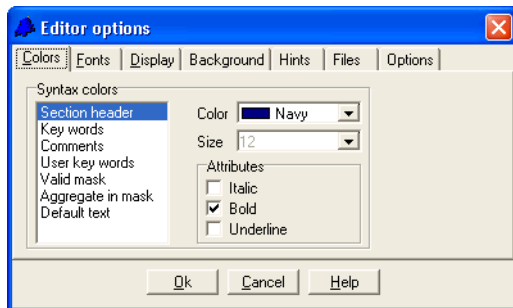 Editor options
Colors Fonts Display Background Hints Files Options
Syntax colors
Section header
Key words
Comments
User key words
Valid mask
Aggregate in mask
Default text
Color Navy
Size 12
Attributes
Italic
Bold
Underline
Ok Cancel Help